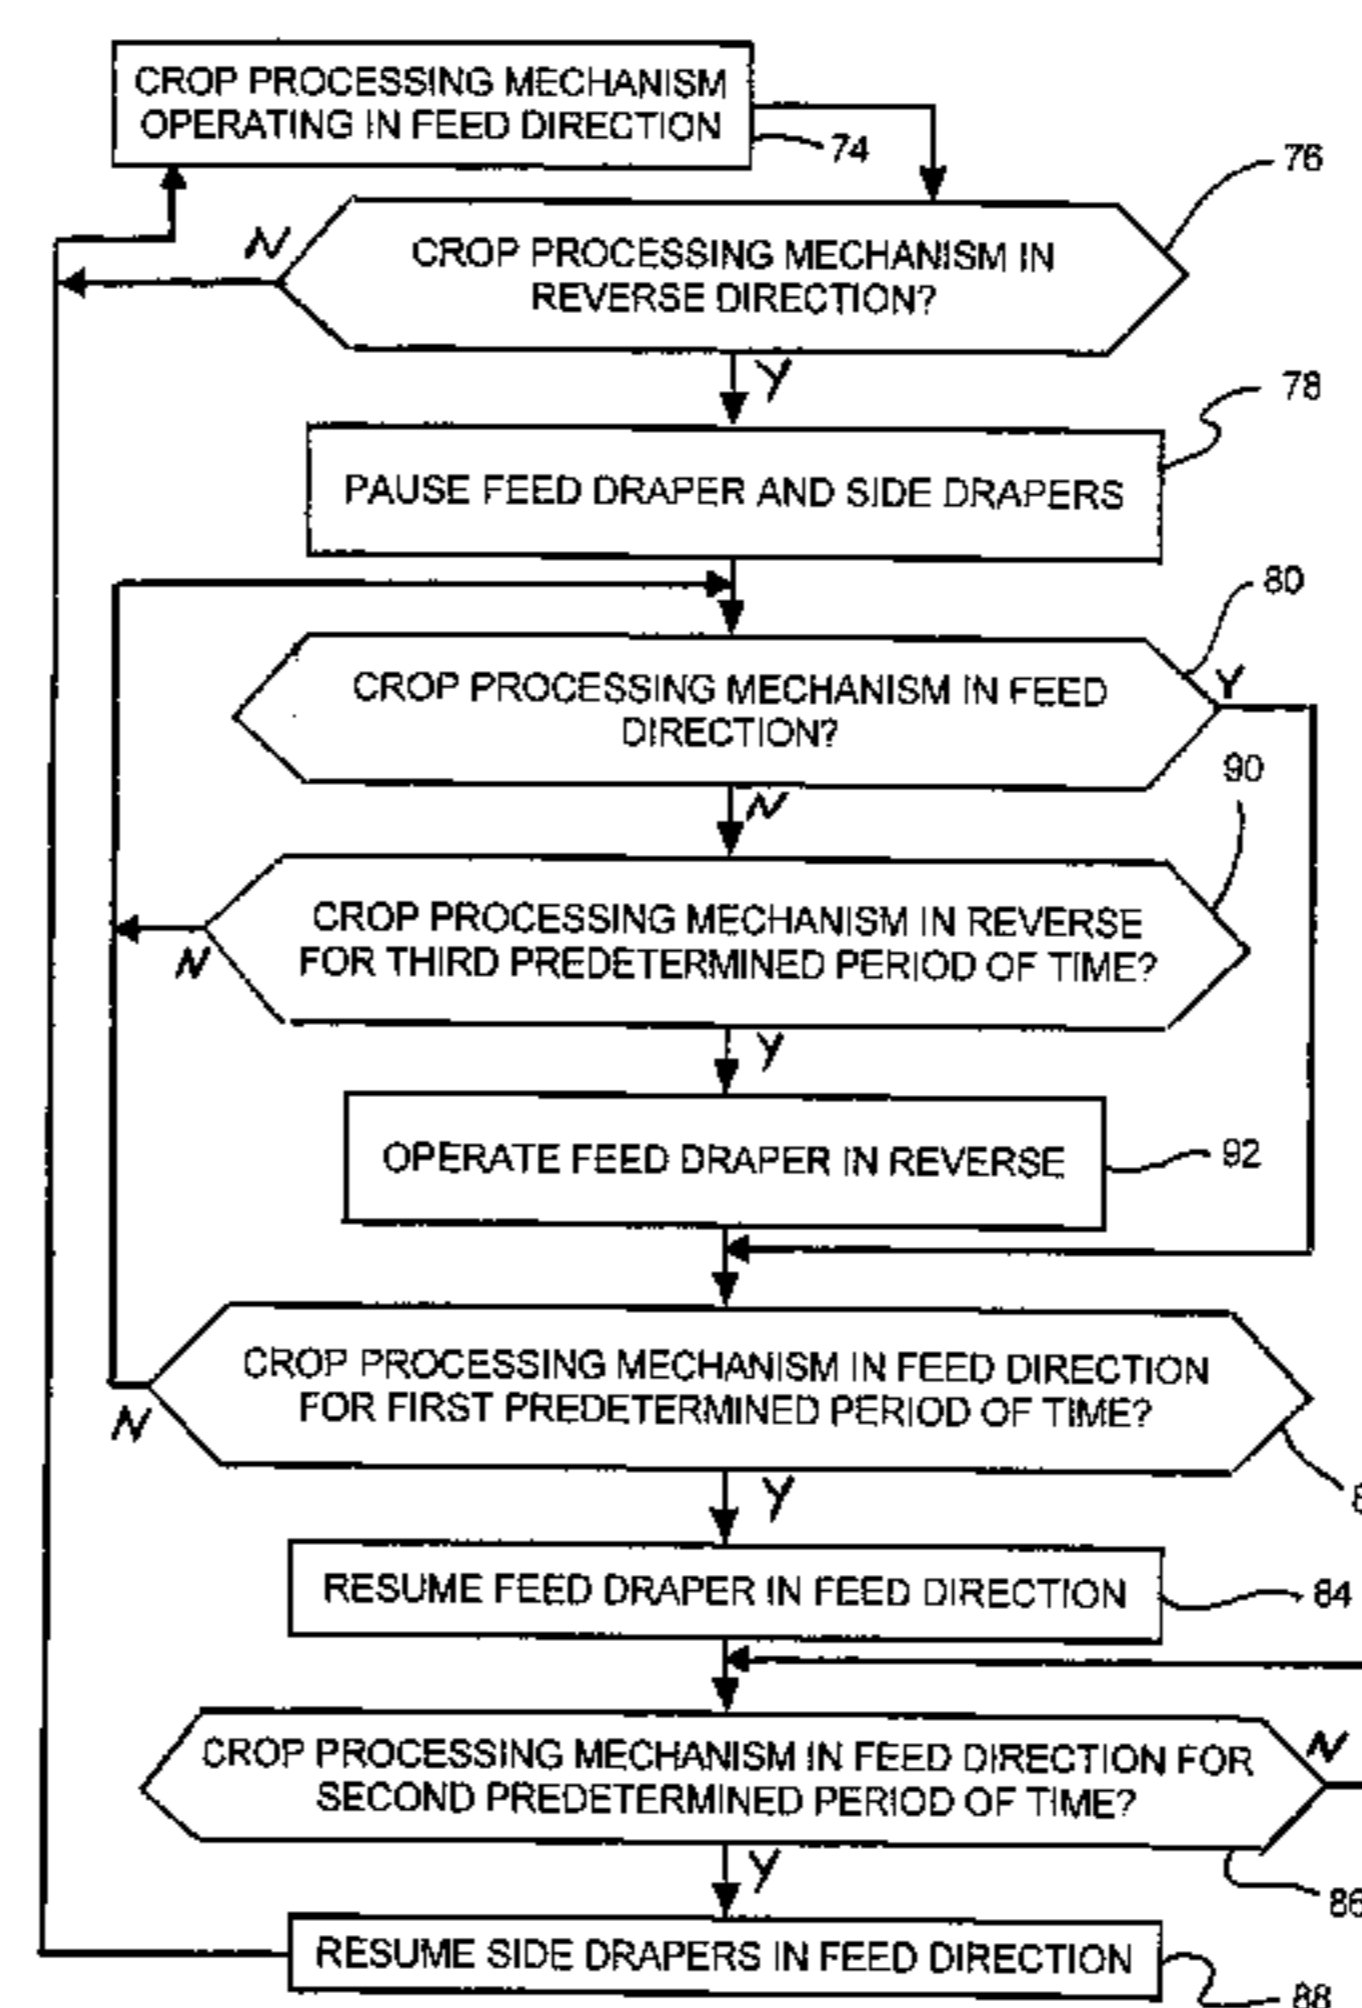 CROP PROCESSING MECHANISM
OPERATING IN FEED DIRECTION
74
76
N
CROP PROCESSING MECHANISM IN
REVERSE DIRECTION?
Y
78
PAUSE FEED DRAPER AND SIDE DRAPERS
80
CROP PROCESSING MECHANISM IN FEED
DIRECTION?
Y
N
90
CROP PROCESSING MECHANISM IN REVERSE
FOR THIRD PREDETERMINED PERIOD OF TIME?
N
Y
OPERATE FEED DRAPER IN REVERSE
92
CROP PROCESSING MECHANISM IN FEED DIRECTION
FOR FIRST PREDETERMINED PERIOD OF TIME?
N
Y
RESUME FEED DRAPER IN FEED DIRECTION
84
CROP PROCESSING MECHANISM IN FEED DIRECTION FOR
SECOND PREDETERMINED PERIOD OF TIME?
N
Y
86
RESUME SIDE DRAPERS IN FEED DIRECTION
88